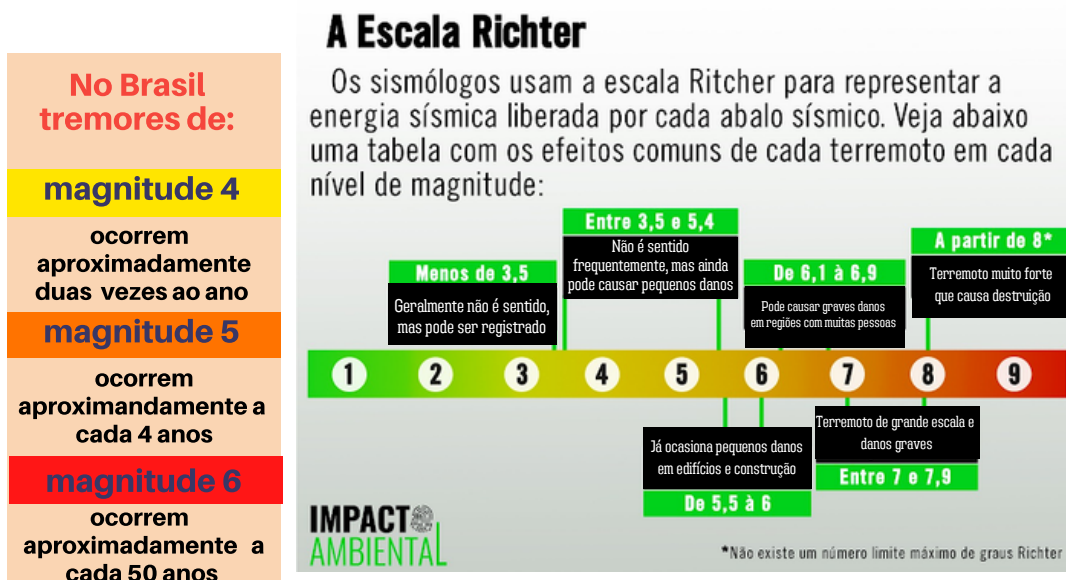 No Brasil
tremores de:
magnitude 4
ocorrem
aproximadamente
duas vezes ao ano
magnitude 5
ocorrem
aproximandamente a
cada 4 anos
magnitude 6
ocorrem
aproximadamente a
cada 50 anos
A Escala Richter
Os sismólogos usam a escala Ritcher para representar a
energia sísmica liberada por cada abalo sísmico. Veja abaixo
uma tabela com os efeitos comuns de cada terremoto em cada
nível de magnitude:
Menos de 3,5
Geralmente não é sentido,
mas pode ser registrado
Entre 3,5 e 5,4
Não é sentido
frequentemente, mas ainda
pode causar pequenos danos
De 6,1 à 6,9
Pode causar graves danos
em regiões com muitas pessoas
A partir de 8*
Terremoto muito forte
que causa destruição
1 2 3 4 5 6 7 8 9
Já ocasiona pequenos danos
em edifícios e construção
De 5,5 à 6
Terremoto de grande escala e
danos graves
Entre 7 e 7,9
IMPACTO
AMBIENTAL
*Não existe um número limite máximo de graus Richter